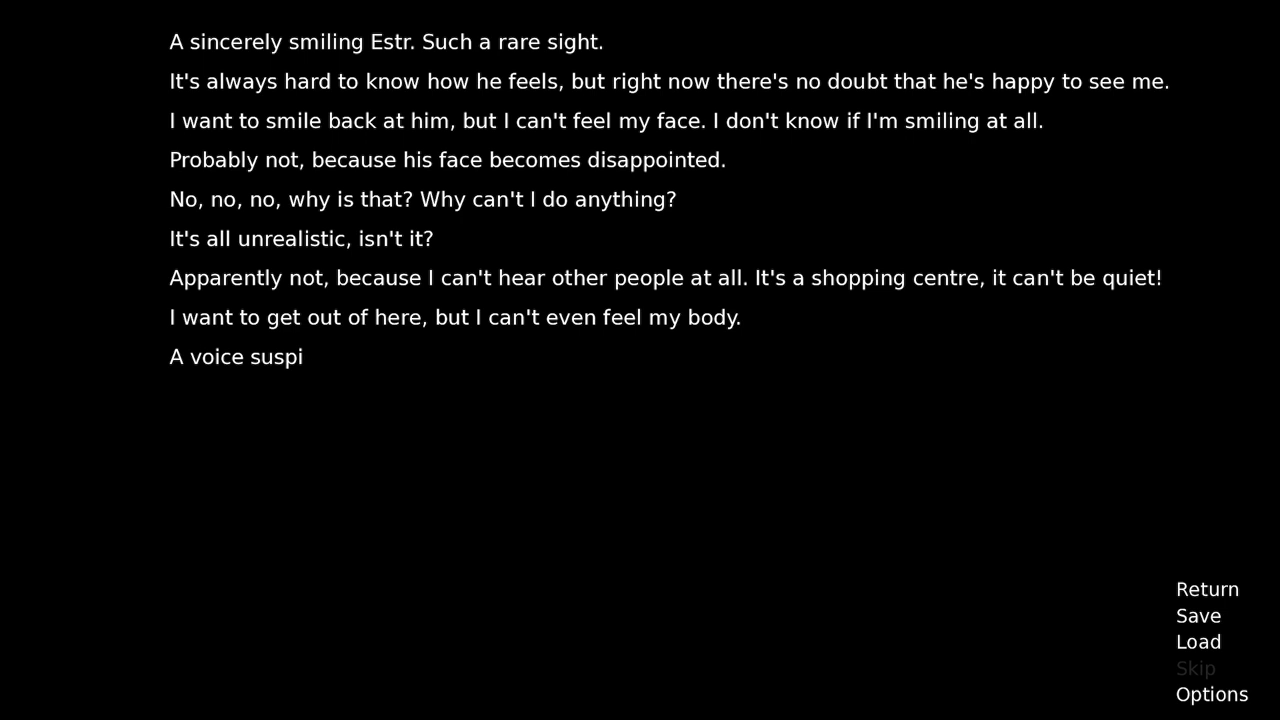 A sincerely smiling Estr. Such a rare sight.
It's always hard to know how he feels, but right now there's no doubt that he's happy to see me.
I want to smile back at him, but I can't feel my face. I don't know if I'm smiling at all.
Probably not, because his face becomes disappointed.
No, no, no, why is that? Why can't I do anything?
It's all unrealistic, isn't it?
Apparently not, because I can't hear other people at all. It's a shopping centre, it can't be quiet!
I want to get out of here, but I can't even feel my body.
A voice suspi
Return
Save
Load
Skip
Options